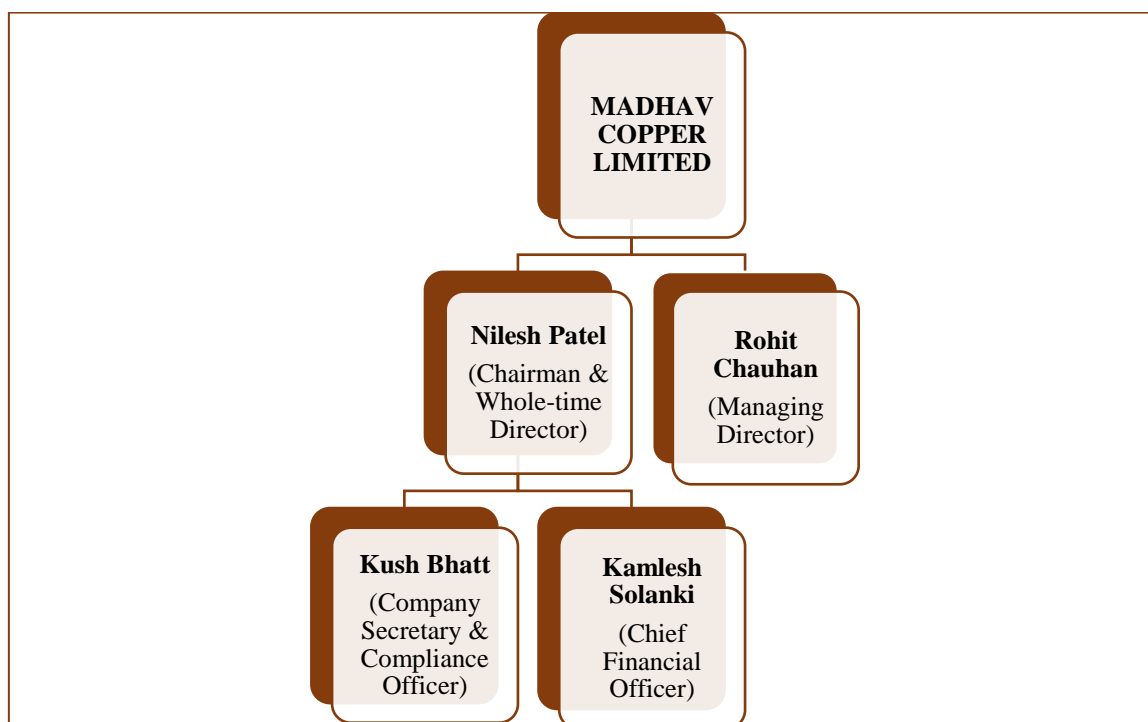 MADHAV
COPPER
LIMITED
Nilesh Patel
(Chairman &
Whole-time
Director)
Rohit
Chauhan
(Managing
Director)
Kush Bhatt
(Company
Secretary &
Compliance
Officer)
Kamlesh
Solanki
(Chief
Financial
Officer)